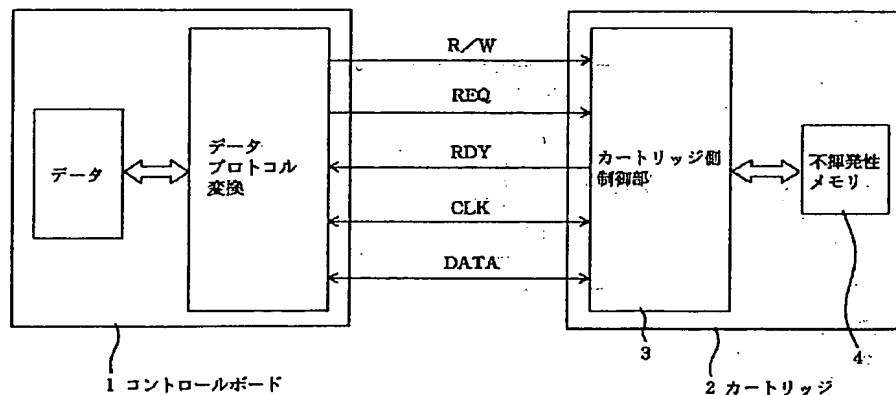 R/W
REQ
RDY
CLK
DATA
データ
データ
プロトコル
変換
カートリッジ側
制御部
不揮発性
メモリ
1 コントロールボード
3
2 カートリッジ
4